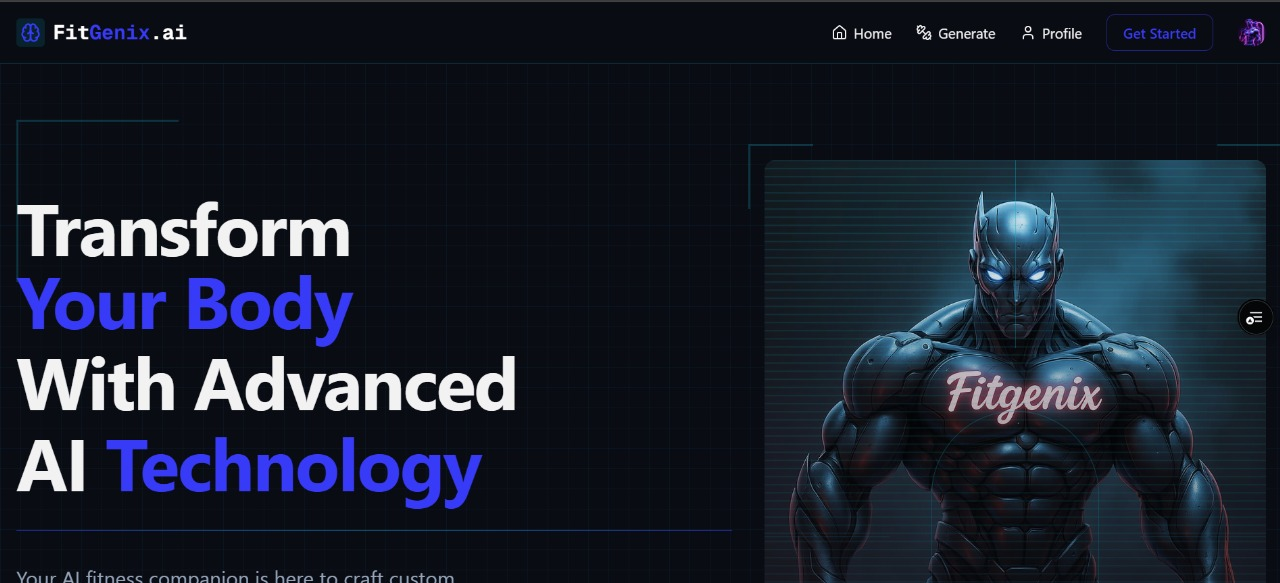 FitGenix.ai
Home
Generate
Profile
Get Started
Transform
Your Body
With Advanced
AI Technology
Fitgenix
Your AI fitness companion is here to craft custom